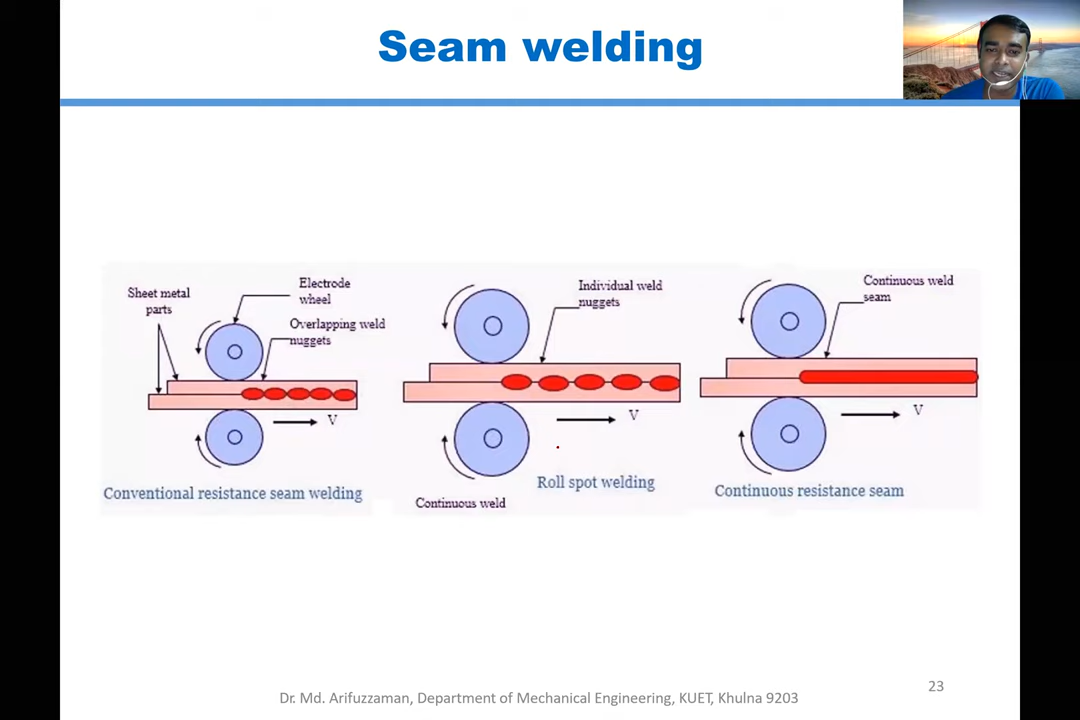 Seam welding
Sheet metal
parts
Electrode
wheel
Overlapping weld
nuggets
V
Conventional resistance seam welding
Individual weld
nuggets
V
Roll spot welding
Continuous weld
Continuous weld
seam
V
Continuous resistance seam
23
Dr. Md. Arifuzzaman, Department of Mechanical Engineering, KUET, Khulna 9203